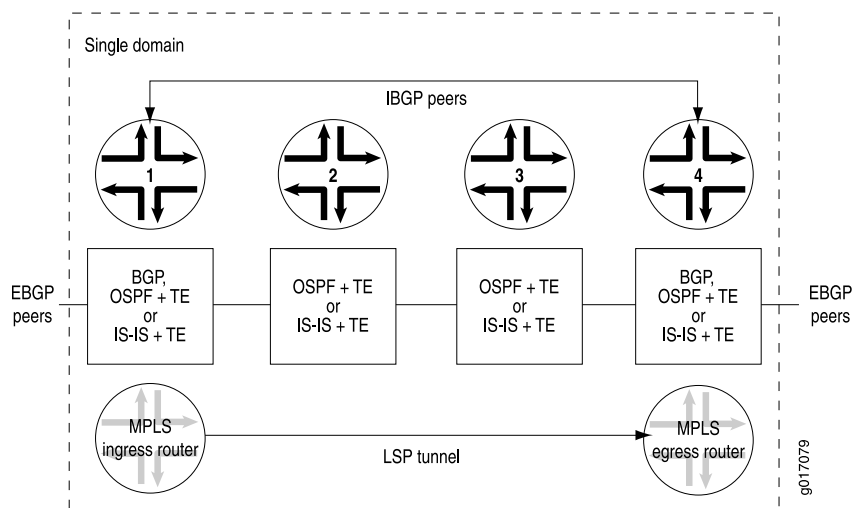 Single domain
IBGP peers
1
2
3
4
EBGP
peers
BGP,
OSPF + TE
or
IS-IS + TE
OSPF + TE
or
IS-IS + TE
OSPF + TE
or
IS-IS + TE
BGP,
OSPF + TE
or
IS-IS + TE
EBGP
peers
MPLS
ingress router
LSP tunnel
MPLS
egress router
g017079